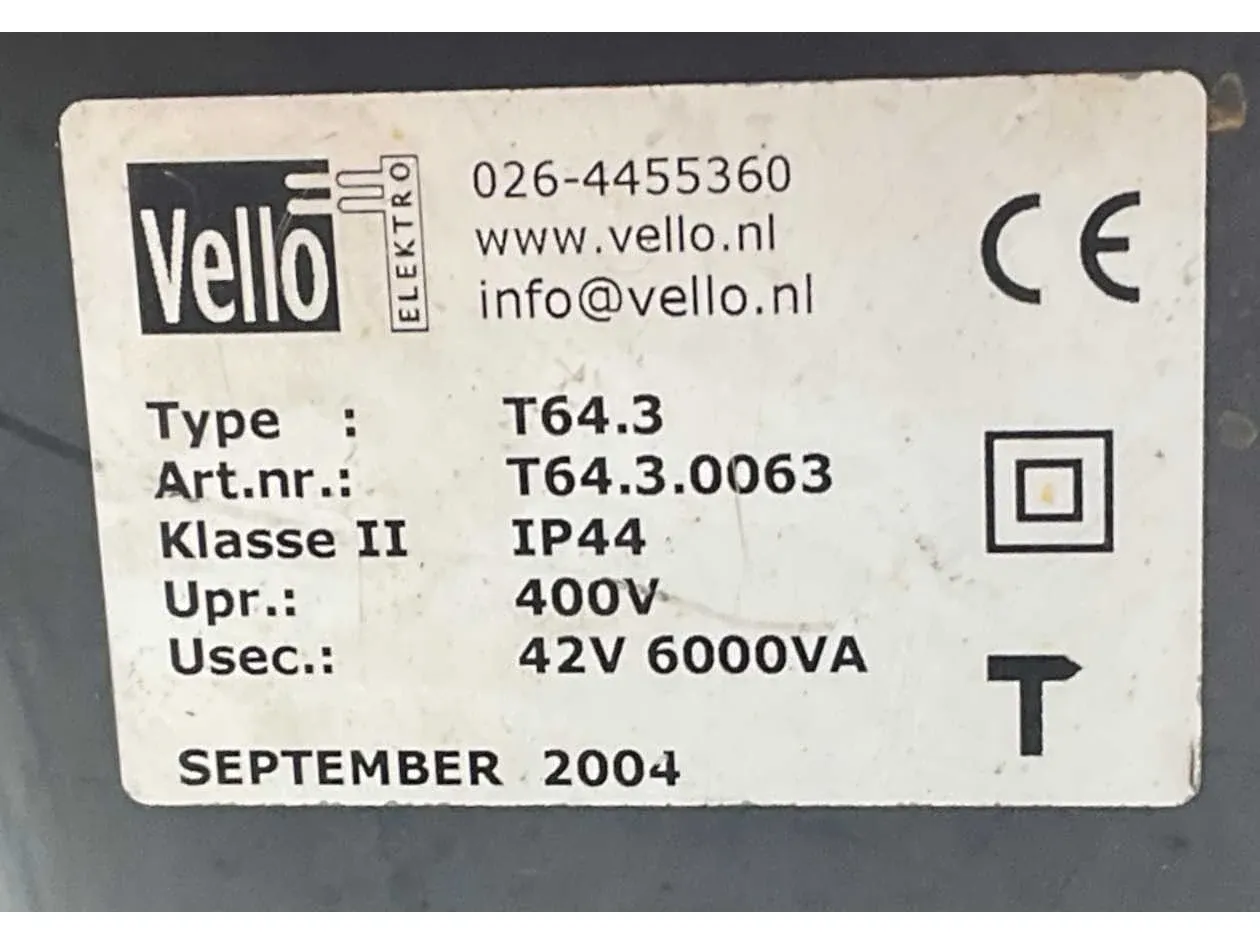 Vello
ELEKTRO
026-4455360
www.vello.nl
info@vello.nl
CE
Type : T64.3
Art.nr.: T64.3.0063
Klasse II IP44
Upr.: 400V
Usec.: 42V 6000VA
SEPTEMBER 2004